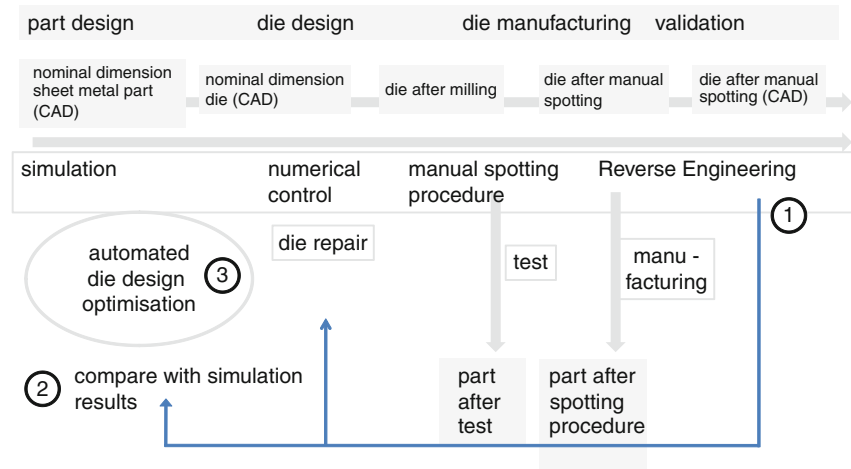 part design die design die manufacturing validation
nominal dimension
sheet metal part
(CAD)
nominal dimension
die (CAD)
die after milling
die after manual
spotting
die after manual
spotting (CAD)
simulation
numerical
control
manual spotting
procedure
Reverse Engineering
1
automated
die design
optimisation
3
die repair
test
manu -
facturing
2
compare with simulation
results
part
after
test
part after
spotting
procedure